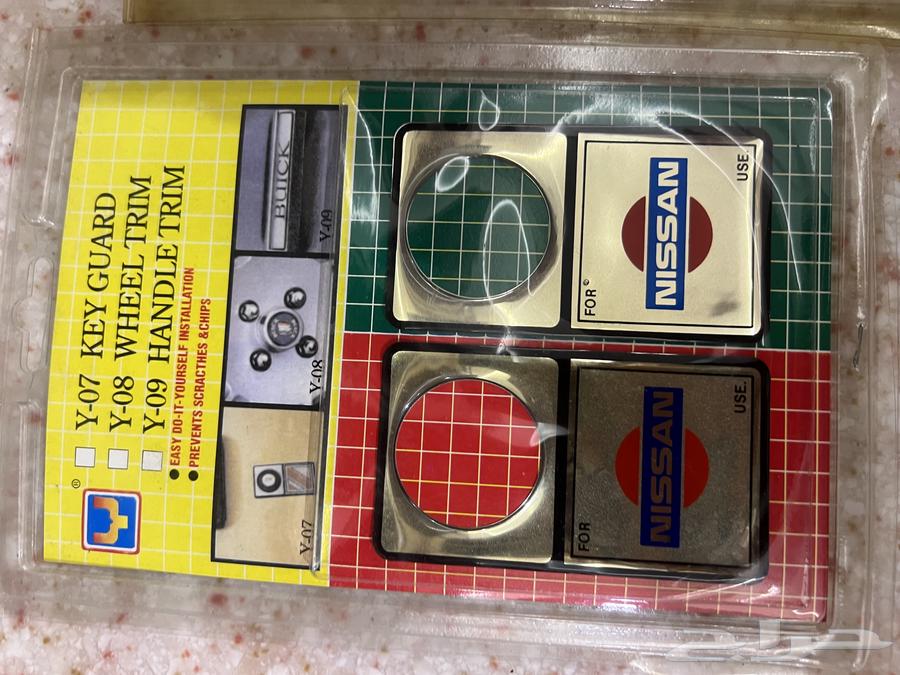 Y-07 KEY GUARD
Y-08 WHEEL TRIM
Y-09 HANDLE TRIM
● EASY DO-IT-YOURSELF INSTALLATION
● PREVENTS SCRACTHES &CHIPS
®
Y-07
Y-08
BUICK
Y-09
FOR®
NISSAN
USE.
FOR
NISSAN
USE.
حراج